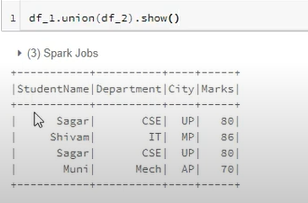 1 df_1.union(df_2).show()
(3) Spark Jobs
+-----------+----------+----+-----+
|StudentName|Department|City|Marks|
+-----------+----------+----+-----+
|      Sagar|       CSE|  UP|   80|
|     Shivam|        IT|  MP|   86|
|      Sagar|       CSE|  UP|   80|
|       Muni|      Mech|  AP|   70|
+-----------+----------+----+-----+